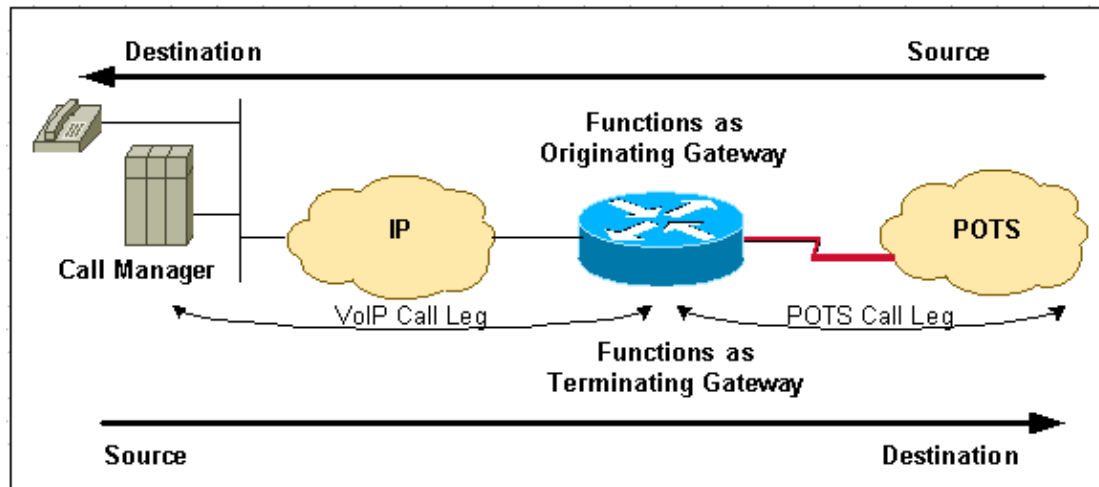 Destination
Source
Functions as
Originating Gateway
IP
POTS
Call Manager
VoIP Call Leg
POTS Call Leg
Functions as
Terminating Gateway
Source
Destination